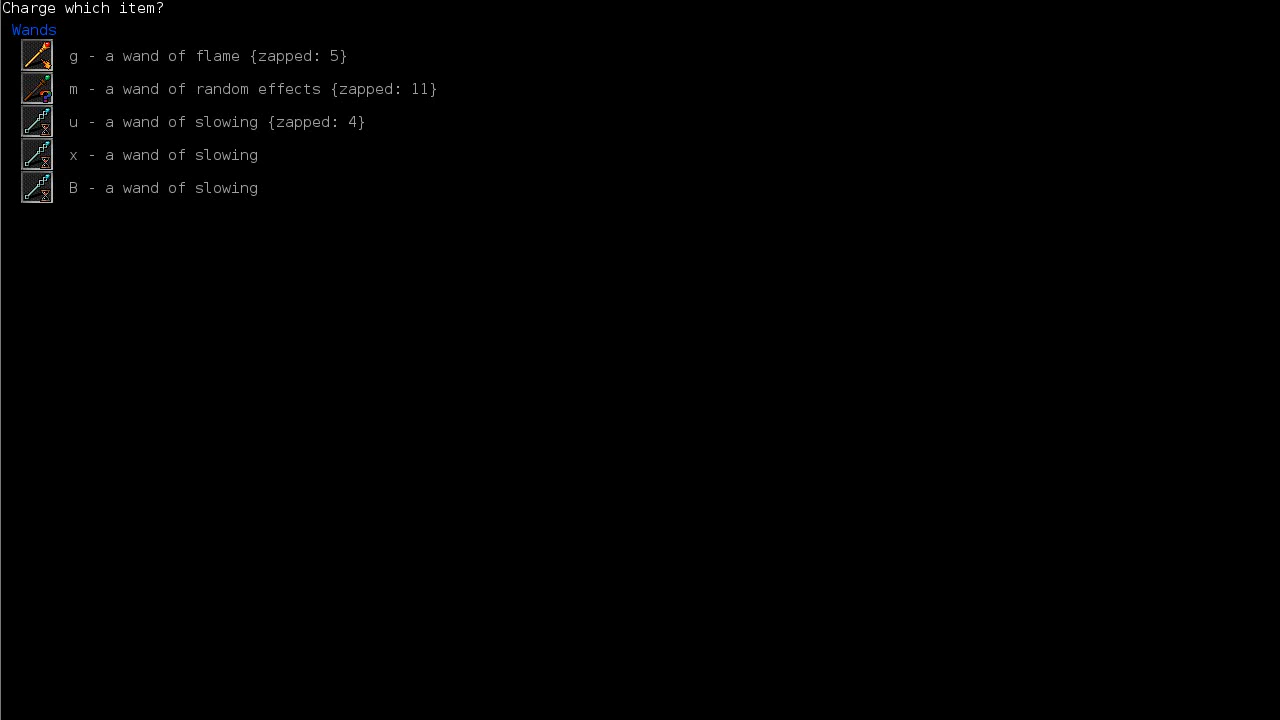 Charge which item?
Wands
g - a wand of flame {zapped: 5}
m - a wand of random effects {zapped: 11}
u - a wand of slowing {zapped: 4}
x - a wand of slowing
B - a wand of slowing